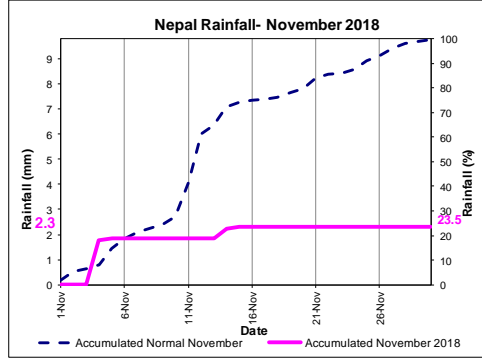 Nepal Rainfall- November 2018
Rainfall (mm)
9
8
7
6
5
4
3
2
1
0
2.3
100
90
80
70
60
50
40
30
20
10
0
23.5
Rainfall (%)
1-Nov
6-Nov
11-Nov
16-Nov
21-Nov
26-Nov
Date
Accumulated Normal November
Accumulated November 2018